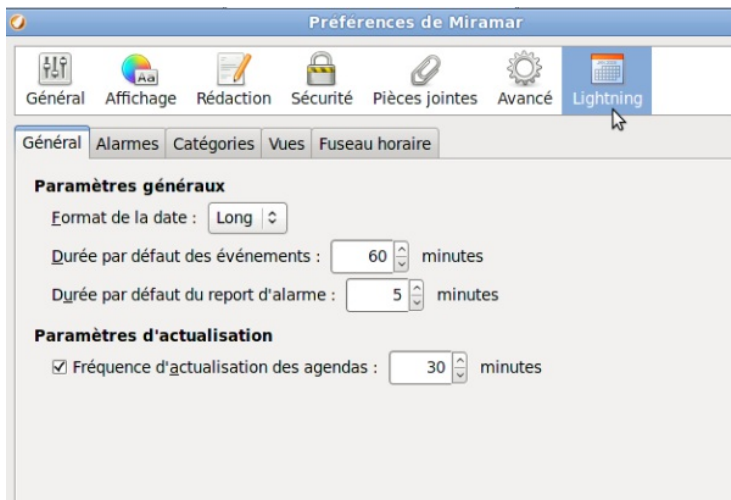 Préférences de Miramar
Aa
Général Affichage Rédaction Sécurité Pièces jointes Avancé Lightning
Général Alarmes Catégories Vues Fuseau horaire
Paramètres généraux
Format de la date : Long
Durée par défaut des événements : 60 minutes
Durée par défaut du report d'alarme : 5 minutes
Paramètres d'actualisation
Fréquence d'actualisation des agendas : 30 minutes